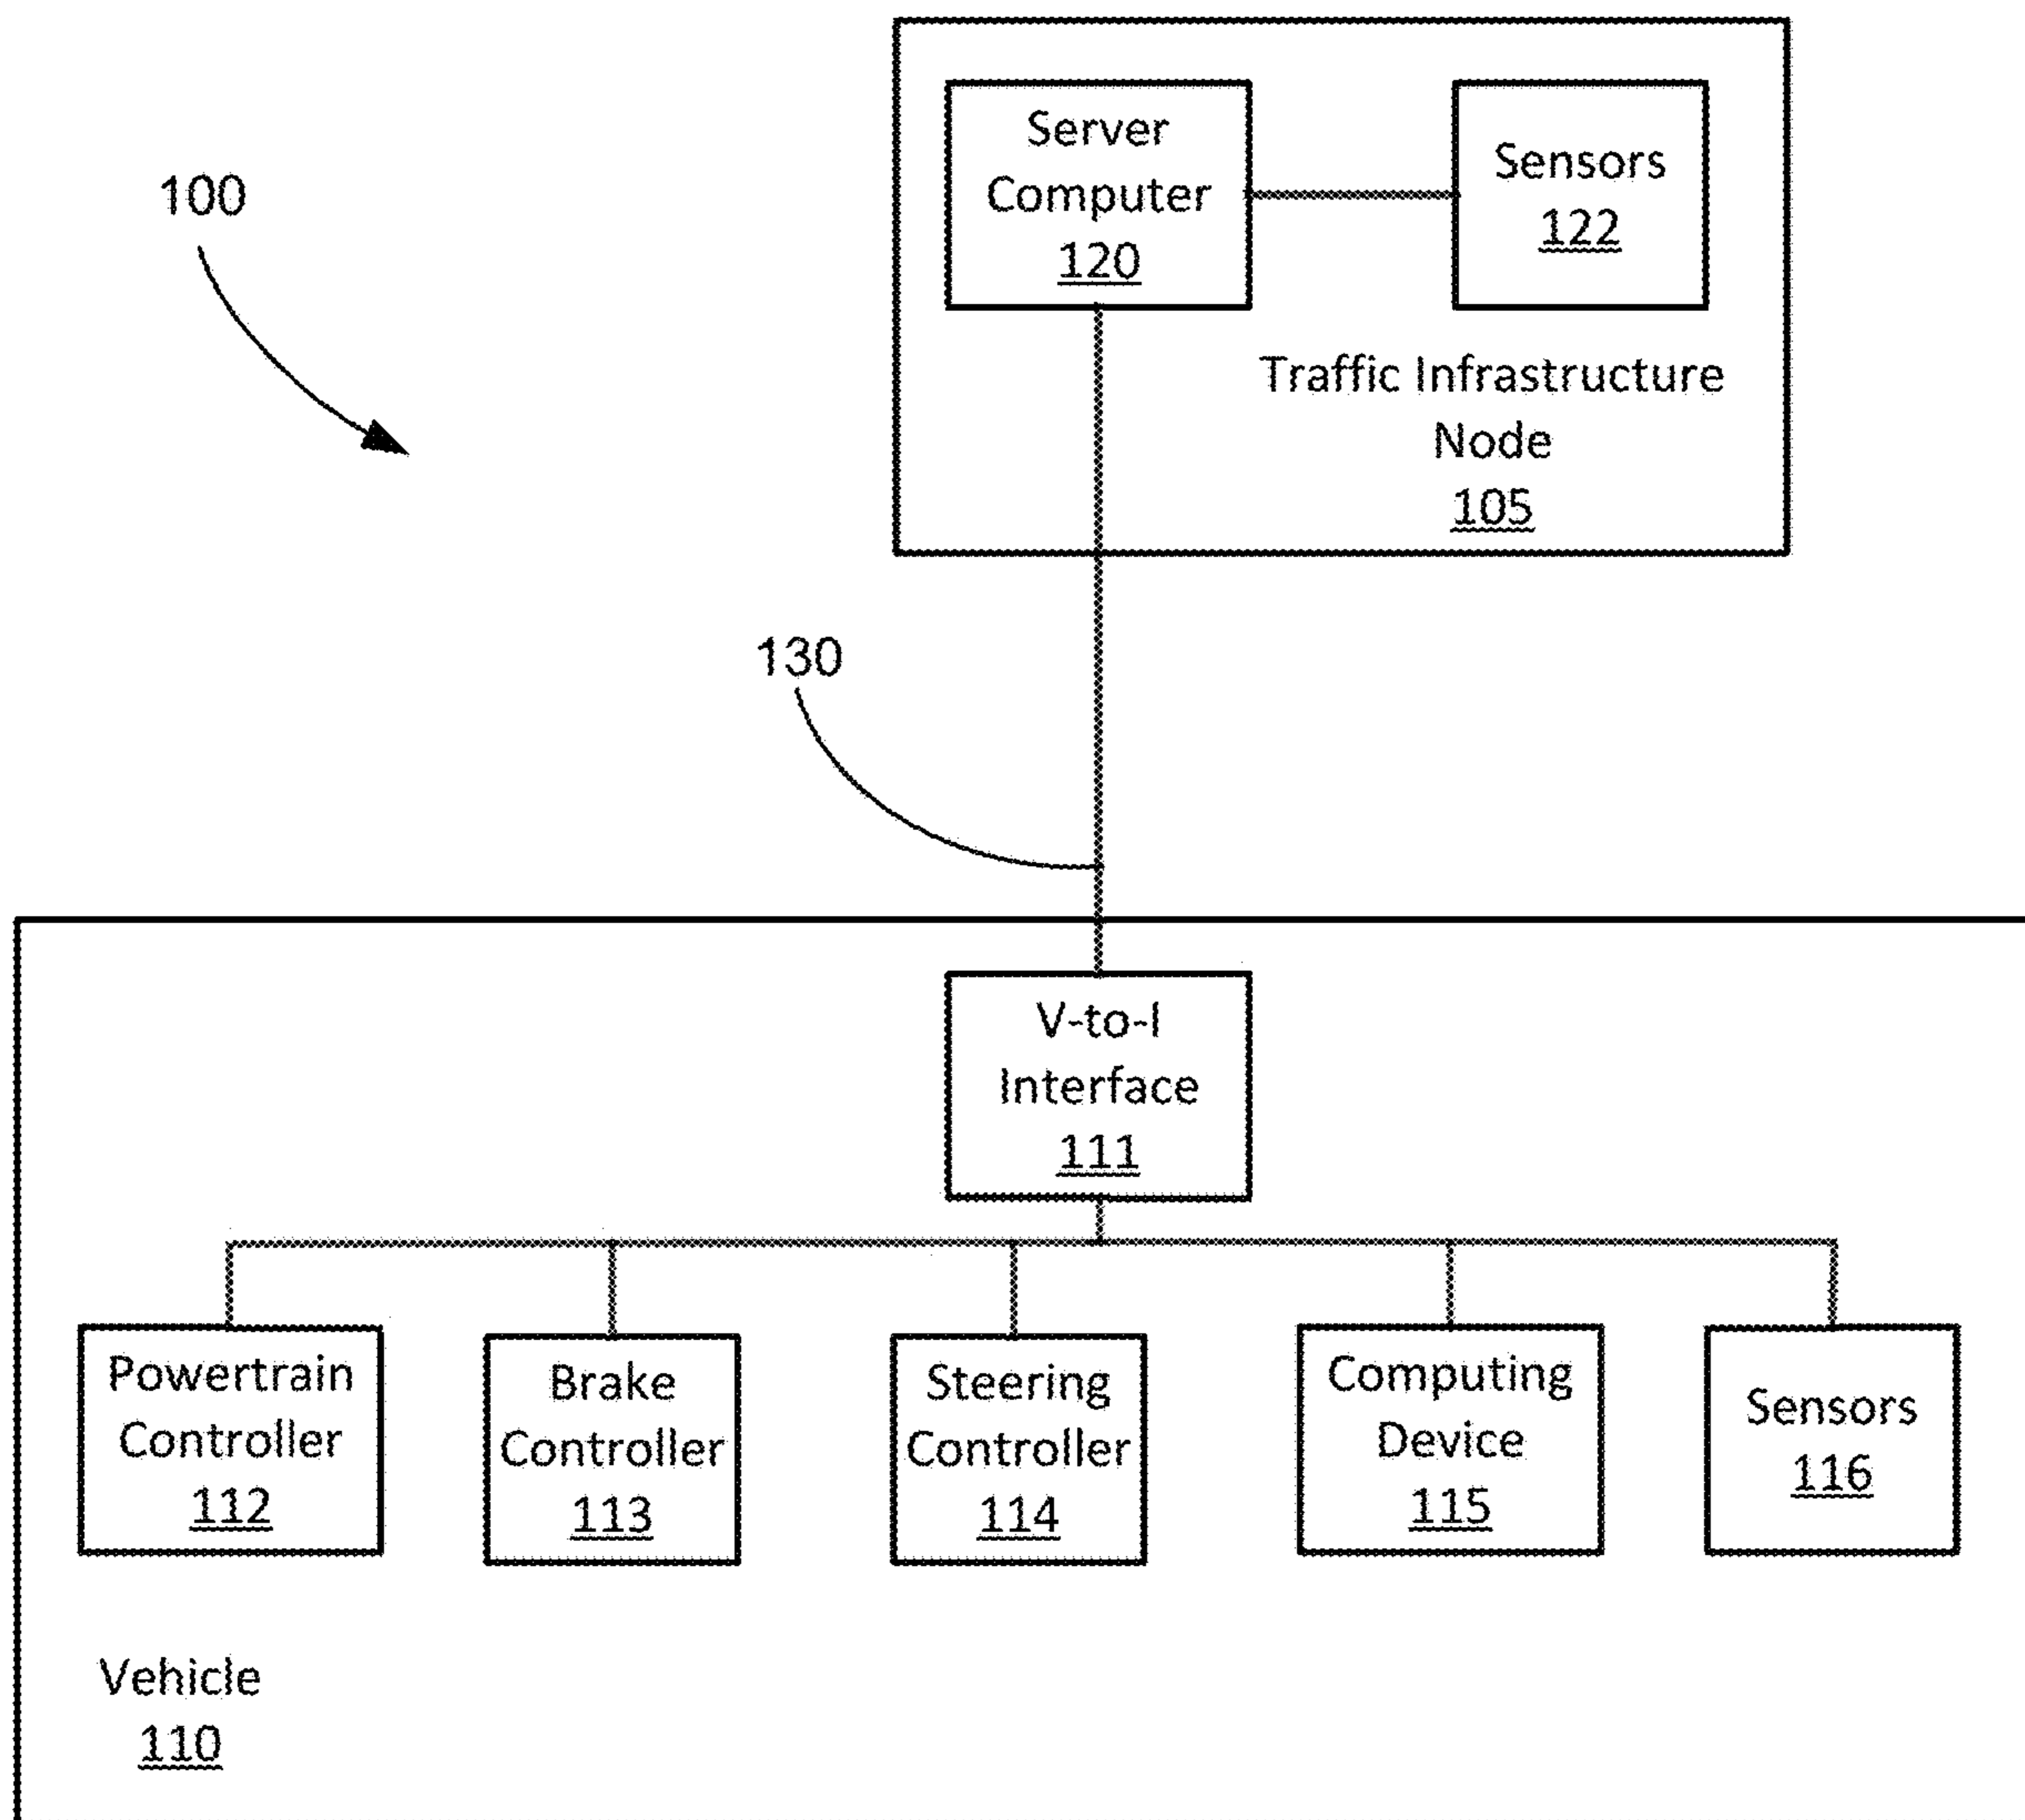 100
Server
Computer
120
Sensors
122
Traffic Infrastructure
Node
105
130
V-to-I
Interface
111
Powertrain
Controller
112
Brake
Controller
113
Steering
Controller
114
Computing
Device
115
Sensors
116
Vehicle
110